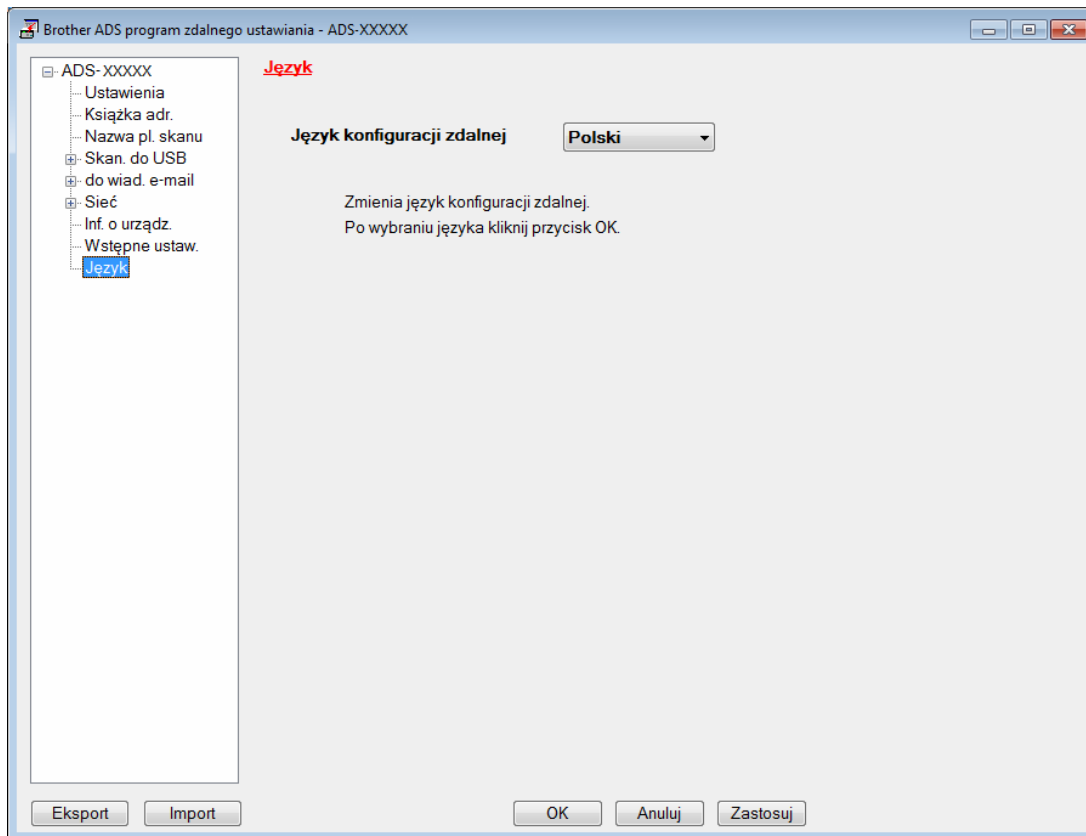 Brother ADS program zdalnego ustawiania - ADS-XXXXX
ADS-XXXXX
Ustawienia
Książka adr.
Nazwa pl. skanu
Skan. do USB
do wiad. e-mail
Sieć
Inf. o urządz.
Wstępne ustaw.
Język
Język
Język konfiguracji zdalnej Polski
Zmienia język konfiguracji zdalnej.
Po wybraniu języka kliknij przycisk OK.
Eksport Import OK Anuluj Zastosuj